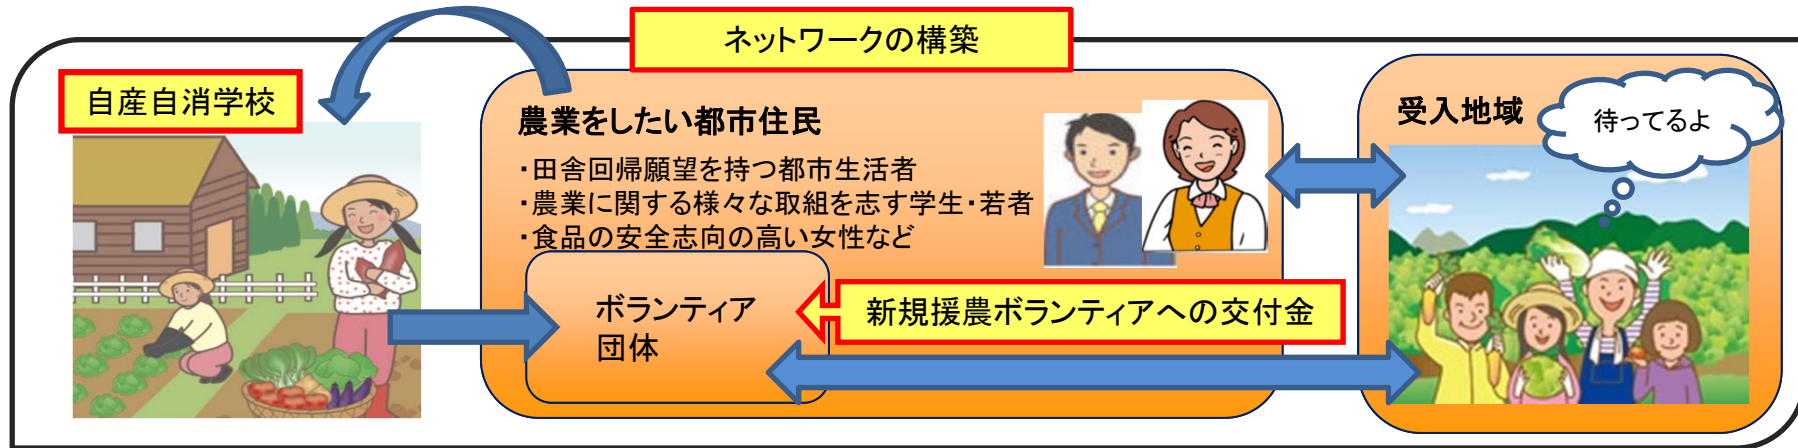 ネットワークの構築
自産自消学校
農業をしたい都市住民
・田舎回帰願望を持つ都市生活者
・農業に関する様々な取組を志す学生・若者
・食品の安全志向の高い女性など
ボランティア
団体
新規援農ボランティアへの交付金
受入地域
待ってるよ